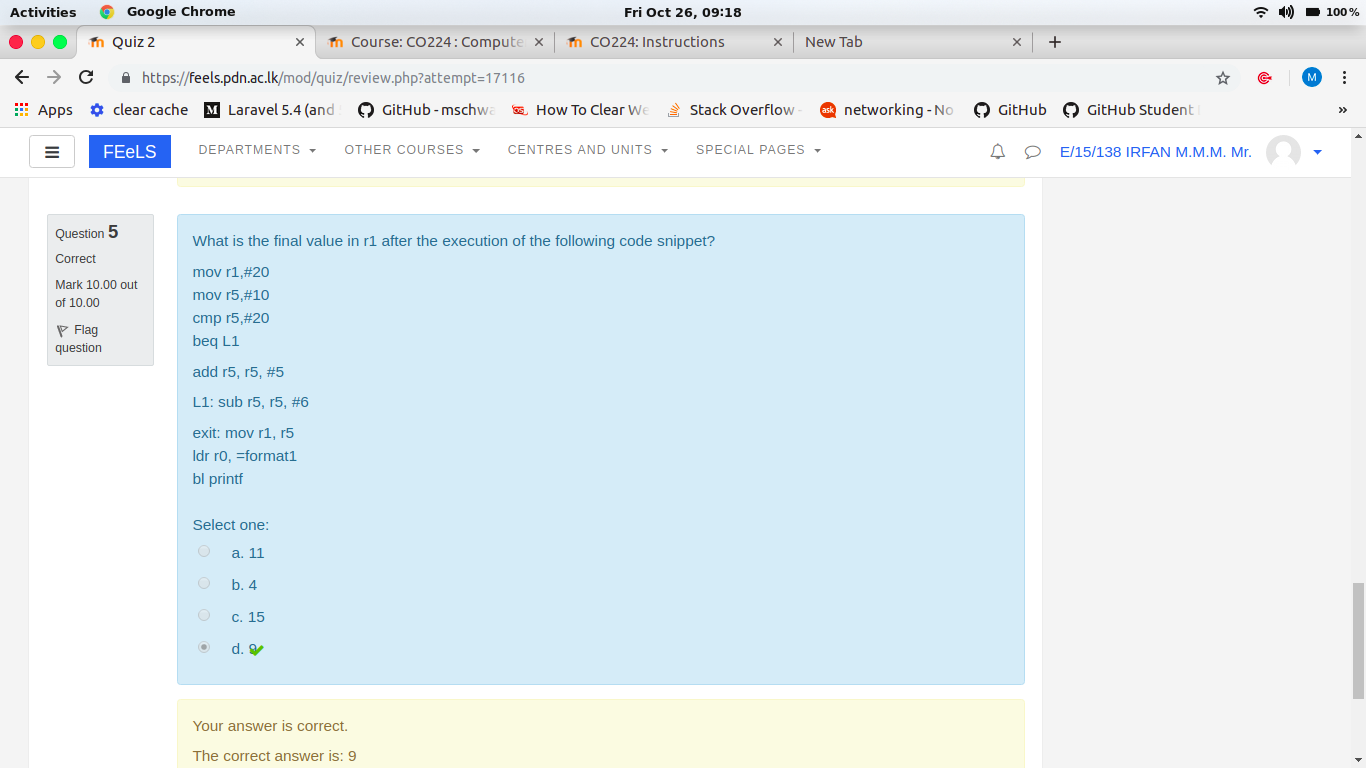 Activities Google Chrome Fri Oct 26, 09:18 100 %
Quiz 2 Course: CO224 : Compute CO224: Instructions New Tab
https://feels.pdn.ac.lk/mod/quiz/review.php?attempt=17116 M
Apps clear cache Laravel 5.4 (and GitHub - mschwa How To Clear We Stack Overflow - ask networking - No GitHub GitHub Student »
FEeLS DEPARTMENTS OTHER COURSES CENTRES AND UNITS SPECIAL PAGES E/15/138 IRFAN M.M.M. Mr.
Question 5
Correct
Mark 10.00 out
of 10.00
Flag
question
What is the final value in r1 after the execution of the following code snippet?
mov r1,#20
mov r5,#10
cmp r5,#20
beq L1
add r5, r5, #5
L1: sub r5, r5, #6
exit: mov r1, r5
ldr r0, =format1
bl printf
Select one:
a. 11
b. 4
c. 15
d. 9
Your answer is correct.
The correct answer is: 9